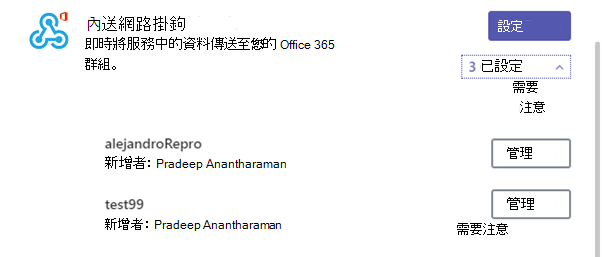 內送網路掛鉤
設定
即時將服務中的資料傳送至您的 Office 365
群組。
3 已設定
需要
注意
alejandroRepro
新增者: Pradeep Anantharaman
管理
test99
新增者: Pradeep Anantharaman
管理
需要注意